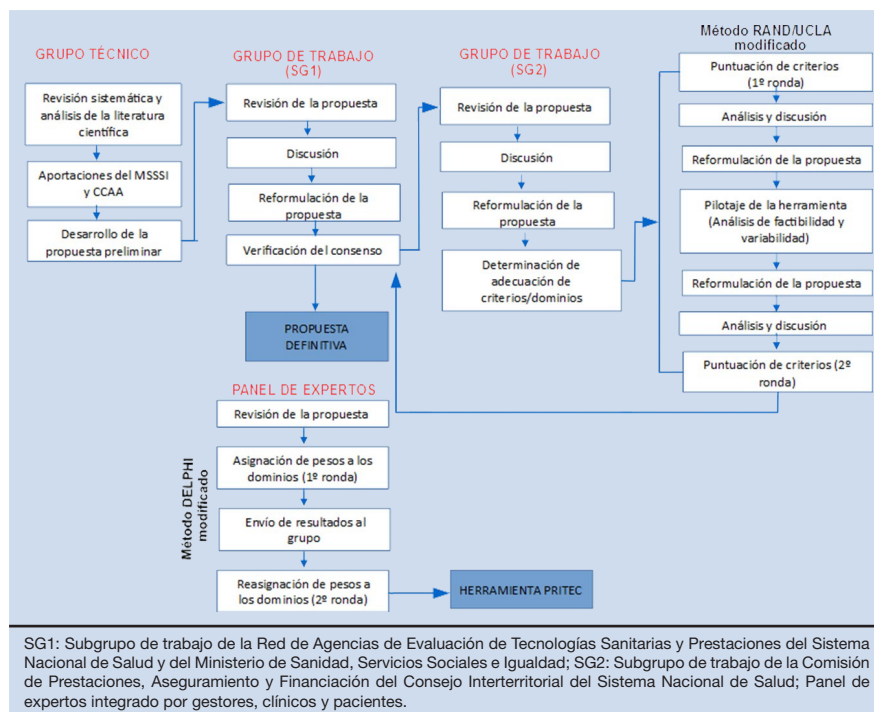 GRUPO TÉCNICO
Revisión sistemática y
análisis de la literatura
científica
Aportaciones del MSSSI
y CCAA
Desarrollo de la
propuesta preliminar
GRUPO DE TRABAJO
(SG1)
Revisión de la propuesta
Discusión
Reformulación de la
propuesta
Verificación del consenso
PROPUESTA
DEFINITIVA
GRUPO DE TRABAJO
(SG2)
Revisión de la propuesta
Discusión
Reformulación de la
propuesta
Determinación de
adecuación de
criterios/dominios
Método RAND/UCLA
modificado
Puntuación de criterios
(1º ronda)
Análisis y discusión
Reformulación de la propuesta
Pilotaje de la herramienta
(Análisis de factibilidad y
variabilidad)
Reformulación de la propuesta
Análisis y discusión
Puntuación de criterios (2º
ronda)
PANEL DE EXPERTOS
Método DELPHI
modificado
Revisión de la propuesta
Asignación de pesos a los
dominios (1º ronda)
Envío de resultados al
grupo
Reasignación de pesos a
los dominios (2º ronda)
HERRAMIENTA PRITEC
SG1: Subgrupo de trabajo de la Red de Agencias de Evaluación de Tecnologías Sanitarias y Prestaciones del Sistema
Nacional de Salud y del Ministerio de Sanidad, Servicios Sociales e Igualdad; SG2: Subgrupo de trabajo de la Comisión
de Prestaciones, Aseguramiento y Financiación del Consejo Interterritorial del Sistema Nacional de Salud; Panel de
expertos integrado por gestores, clínicos y pacientes.